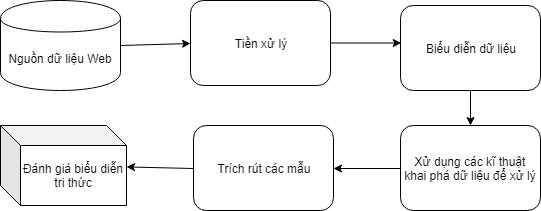 Nguồn dữ liệu Web
Tiền xử lý
Biểu diễn dữ liệu
Xử dụng các kĩ thuật
khai phá dữ liệu để xử lý
Trích rút các mẫu
Đánh giá biểu diễn
tri thức